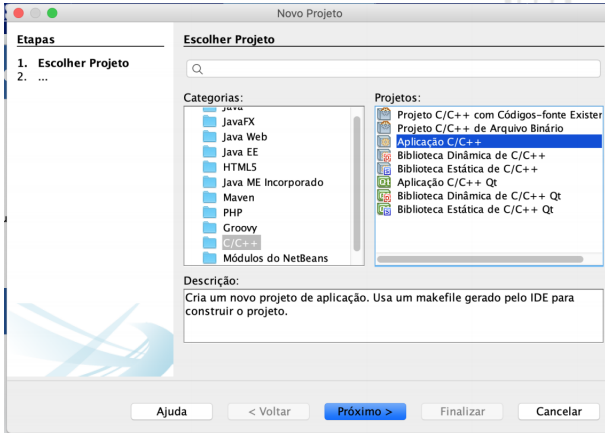 Novo Projeto
Etapas
1. Escolher Projeto
2. ...
Escolher Projeto
Categorias:
Java
JavaFX
Java Web
Java EE
HTML5
Java ME Incorporado
Maven
PHP
Groovy
C/C++
Módulos do NetBeans
Projetos:
Projeto C/C++ com Códigos-fonte Exister
Projeto C/C++ de Arquivo Binário
Aplicação C/C++
Biblioteca Dinâmica de C/C++
Biblioteca Estática de C/C++
Aplicação C/C++ Qt
Biblioteca Dinâmica de C/C++ Qt
Biblioteca Estática de C/C++ Qt
Descrição:
Cria um novo projeto de aplicação. Usa um makefile gerado pelo IDE para
construir o projeto.
Ajuda
< Voltar
Próximo >
Finalizar
Cancelar